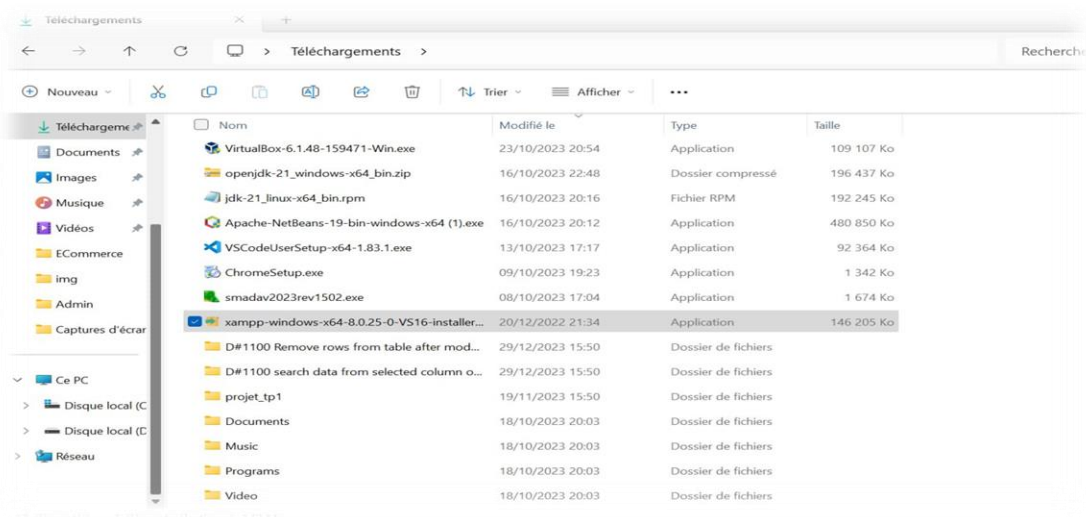 Téléchargements
Téléchargements
Recherche
Nouveau
Trier
Afficher
Téléchargeme
Documents
Images
Musique
Vidéos
ECommerce
img
Admin
Captures d'écrar
Ce PC
Disque local (C
Disque local (D
Réseau
Nom Modifié le Type Taille
VirtualBox-6.1.48-159471-Win.exe 23/10/2023 20:54 Application 109 107 Ko
openjdk-21_windows-x64_bin.zip 16/10/2023 22:48 Dossier compressé 196 437 Ko
jdk-21_linux-x64_bin.rpm 16/10/2023 20:16 Fichier RPM 192 245 Ko
Apache-NetBeans-19-bin-windows-x64 (1).exe 16/10/2023 20:12 Application 480 850 Ko
VSCodeUserSetup-x64-1.83.1.exe 13/10/2023 17:17 Application 92 364 Ko
ChromeSetup.exe 09/10/2023 19:23 Application 1 342 Ko
smadav2023rev1502.exe 08/10/2023 17:04 Application 1 674 Ko
xampp-windows-x64-8.0.25-0-VS16-installer... 20/12/2022 21:34 Application 146 205 Ko
D#1100 Remove rows from table after mod... 29/12/2023 15:50 Dossier de fichiers
D#1100 search data from selected column o... 29/12/2023 15:50 Dossier de fichiers
projet_tp1 19/11/2023 15:50 Dossier de fichiers
Documents 18/10/2023 20:03 Dossier de fichiers
Music 18/10/2023 20:03 Dossier de fichiers
Programs 18/10/2023 20:03 Dossier de fichiers
Video 18/10/2023 20:03 Dossier de fichiers